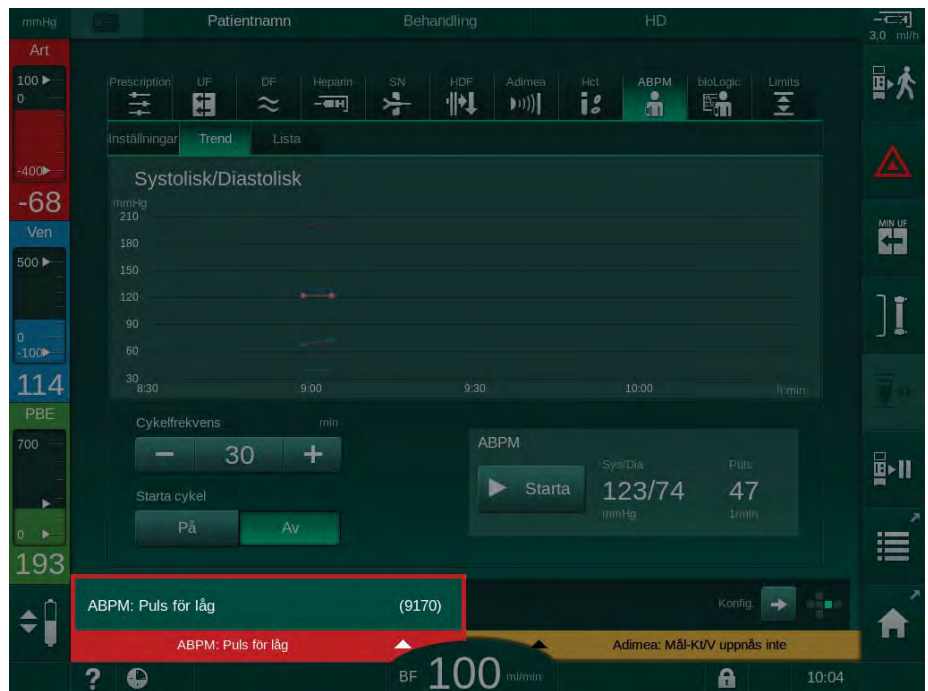 mmHg
Patientnamn Behandling HD
3,0 ml/h
Art
100
0
-400
-68
Ven
500
0
-100
114
PBE
700
0
193
Prescription UF DF Heparin SN HDF Adimea Hct ABPM bioLogic Limits
Inställningar Trend Lista
Systolisk/Diastolisk
mmHg
210
180
150
120
90
60
30
8:30 9:00 9:30 10:00 h:min
Cykelfrekvens min
30
Starta cykel
På Av
ABPM
Starta
Sys/Dia Puls
123/74 47
mmHg 1/min
MIN UF
ABPM: Puls för låg (9170)
Konfig.
ABPM: Puls för låg
Adimea: Mål-Kt/V uppnås inte
? BF 100 ml/min 10:04